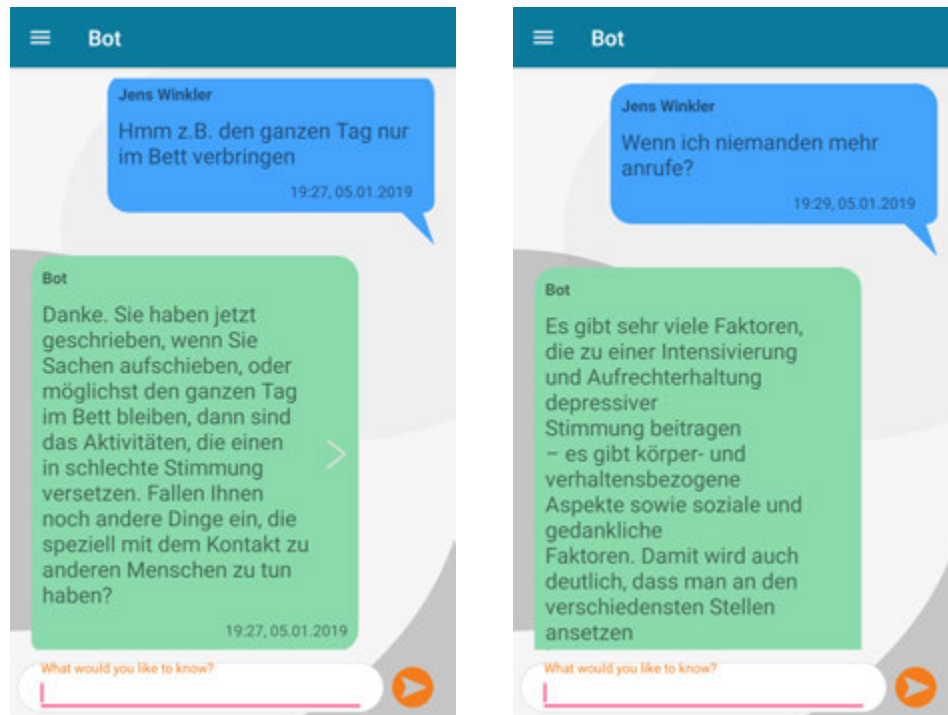 Bot
Jens Winkler
Hmm z.B. den ganzen Tag nur
im Bett verbringen
19:27, 05.01.2019
Bot
Danke. Sie haben jetzt
geschrieben, wenn Sie
Sachen aufschieben, oder
möglichst den ganzen Tag
im Bett bleiben, dann sind
das Aktivitäten, die einen
in schlechte Stimmung
versetzen. Fallen Ihnen
noch andere Dinge ein, die
speziell mit dem Kontakt zu
anderen Menschen zu tun
haben?
19:27, 05.01.2019
What would you like to know?
Bot
Jens Winkler
Wenn ich niemanden mehr
anrufe?
19:29, 05.01.2019
Bot
Es gibt sehr viele Faktoren,
die zu einer Intensivierung
und Aufrechterhaltung
depressiver
Stimmung beitragen
– es gibt körper- und
verhaltensbezogene
Aspekte sowie soziale und
gedankliche
Faktoren. Damit wird auch
deutlich, dass man an den
verschiedensten Stellen
ansetzen
What would you like to know?